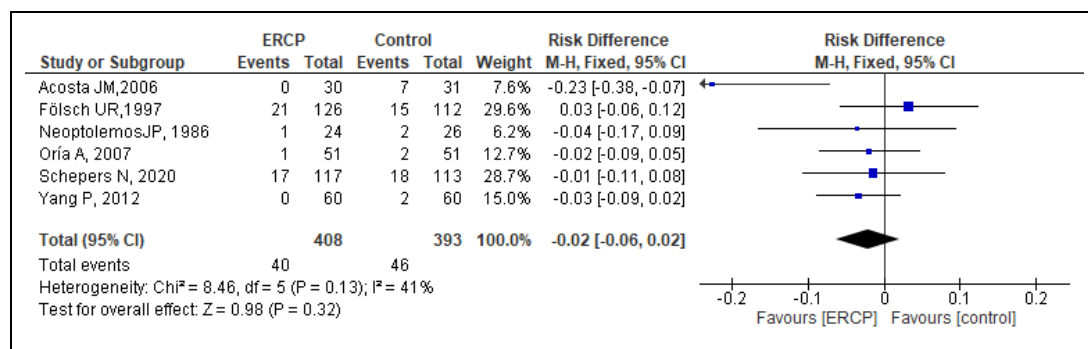 ERCP Control Risk Difference Risk Difference
Study or Subgroup Events Total Events Total Weight M-H, Fixed, 95% CI M-H, Fixed, 95% CI
Acosta JM,2006 0 30 7 31 7.6% -0.23 [-0.38, -0.07]
Fölsch UR,1997 21 126 15 112 29.6% 0.03 [-0.06, 0.12]
NeoptolemosJP, 1986 1 24 2 26 6.2% -0.04 [-0.17, 0.09]
Oría A, 2007 1 51 2 51 12.7% -0.02 [-0.09, 0.05]
Schepers N, 2020 17 117 18 113 28.7% -0.01 [-0.11, 0.08]
Yang P, 2012 0 60 2 60 15.0% -0.03 [-0.09, 0.02]
Total (95% CI) 408 393 100.0% -0.02 [-0.06, 0.02]
Total events 40 46
Heterogeneity: Chi² = 8.46, df = 5 (P = 0.13); I² = 41%
Test for overall effect: Z = 0.98 (P = 0.32)
-0.2 -0.1 0 0.1 0.2
Favours [ERCP] Favours [control]